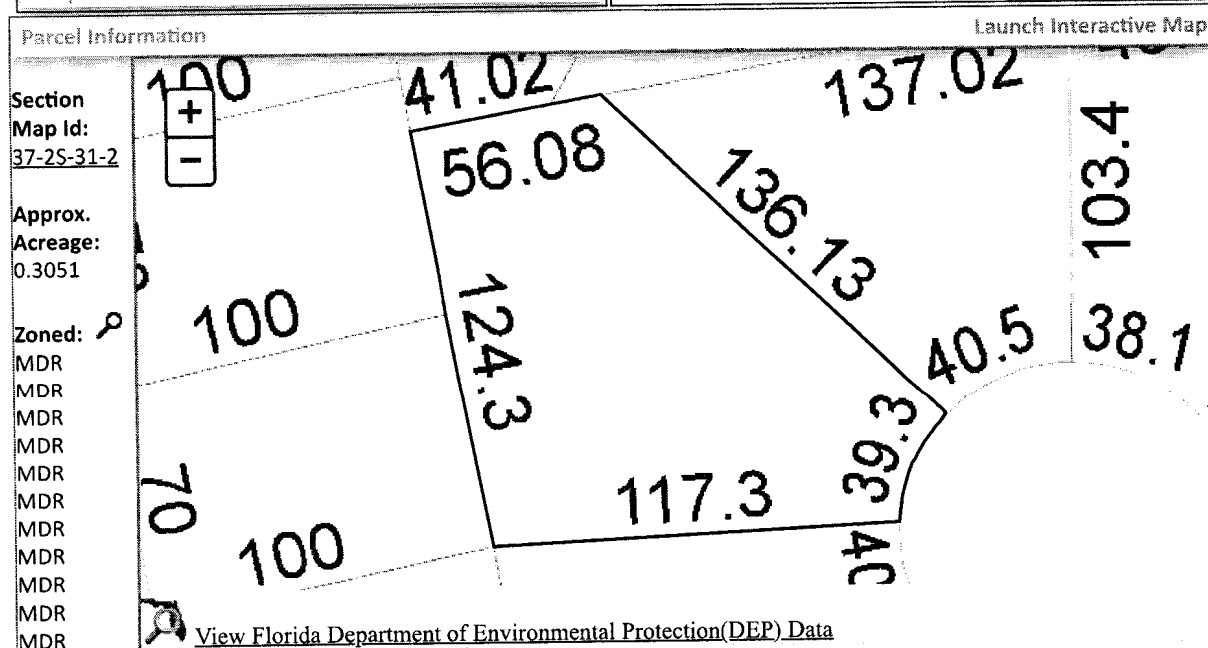 Parcel Information
Launch Interactive Map
Section
Map Id:
37-2S-31-2
Approx.
Acreage:
0.3051
Zoned:
MDR
MDR
MDR
MDR
MDR
MDR
MDR
MDR
MDR
MDR
MDR
100
+
−
41.02
137.02
56.08
136.13
103.4
100
124.3
40.5
38.1
39.3
117.3
70
100
40
View Florida Department of Environmental Protection(DEP) Data